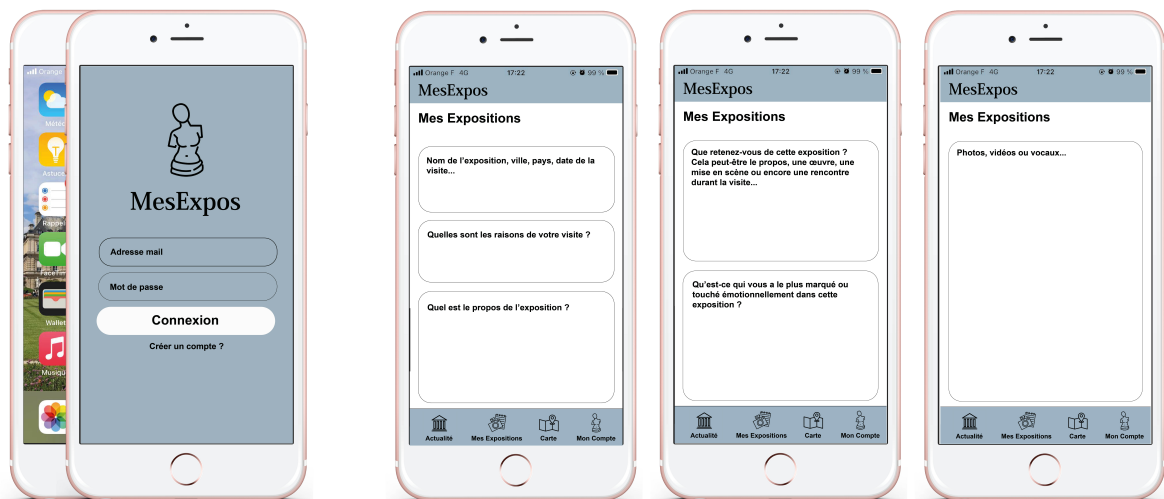 Orange F
Météo
Astuces
Rappels
FaceTime
Wallet
Musique
MesExpos
Adresse mail
Mot de passe
Connexion
Créer un compte ?
Orange F 4G 17:22 99 %
MesExpos
Mes Expositions
Nom de l'exposition, ville, pays, date de la
visite...
Quelles sont les raisons de votre visite ?
Quel est le propos de l'exposition ?
Actualité Mes Expositions Carte Mon Compte
Orange F 4G 17:22 99 %
MesExpos
Mes Expositions
Que retenez-vous de cette exposition ?
Cela peut-être le propos, une œuvre, une
mise en scène ou encore une rencontre
durant la visite...
Qu'est-ce qui vous a le plus marqué ou
touché émotionnellement dans cette
exposition ?
Actualité Mes Expositions Carte Mon Compte
Orange F 4G 17:22 99 %
MesExpos
Mes Expositions
Photos, vidéos ou vocaux...
Actualité Mes Expositions Carte Mon Compte